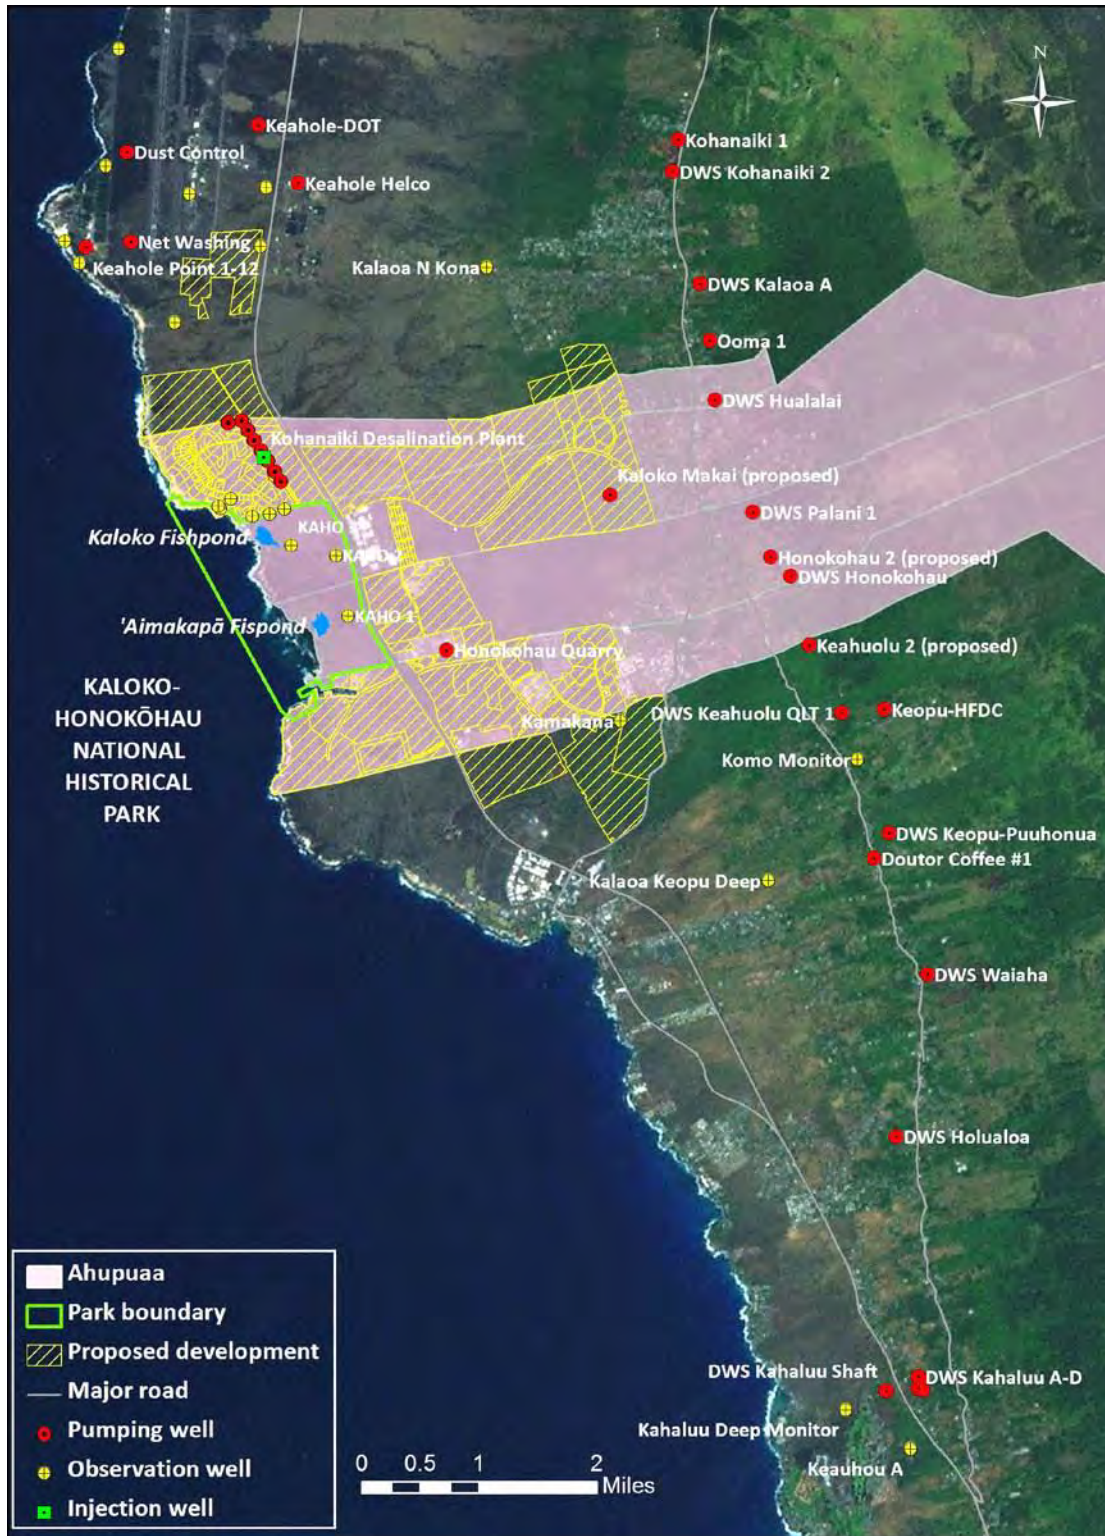 N
Keahole-DOT
Kohanaiki 1
Dust Control
DWS Kohanaiki 2
Keahole Helco
Net Washing
Kalaoa N Kona
Keahole Point 1-12
DWS Kalaoa A
Ooma 1
DWS Hualalai
Kohanaiki Desalination Plant
Kaloko Makai (proposed)
DWS Palani 1
KAHO
Kaloko Fishpond
KAHO 2
Honokohau 2 (proposed)
DWS Honokohau
KAHO 1
'Aimakapā Fispond
Honokohau Quarry
Keahuolu 2 (proposed)
KALOKO-
HONOKŌHAU
NATIONAL
HISTORICAL
PARK
Kamakana
DWS Keahuolu QLT 1
Keopu-HFDC
Komo Monitor
DWS Keopu-Puuhonua
Doutor Coffee #1
Kalaoa Keopu Deep
DWS Waiaha
DWS Holualoa
DWS Kahaluu Shaft
DWS Kahaluu A-D
Kahaluu Deep Monitor
Keauhou A
Ahupuaa
Park boundary
Proposed development
Major road
Pumping well
Observation well
Injection well
0 0.5 1 2
Miles